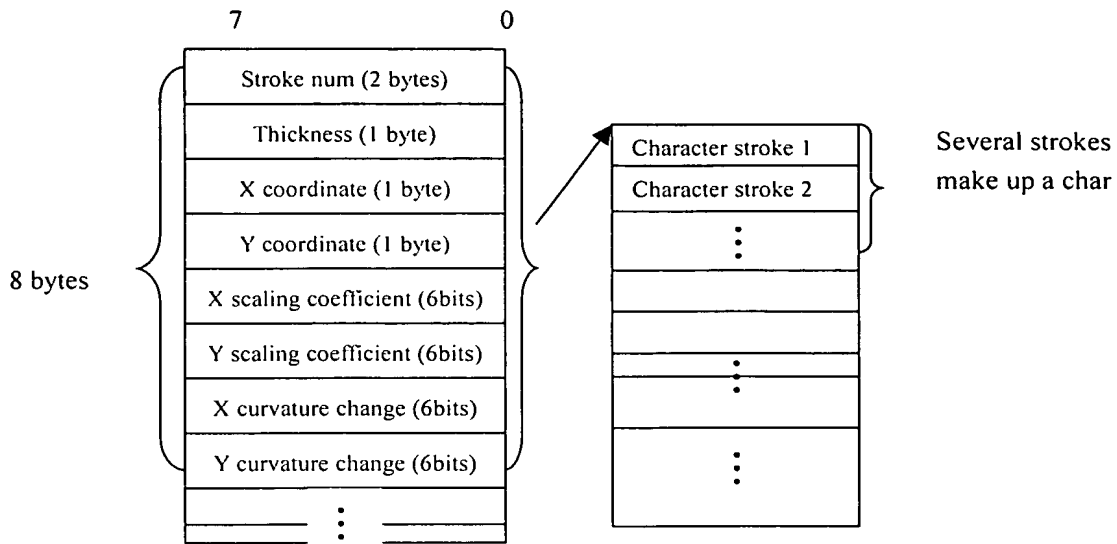 7 0
Stroke num (2 bytes)
Thickness (1 byte)
X coordinate (1 byte)
Y coordinate (1 byte)
X scaling coefficient (6bits)
Y scaling coefficient (6bits)
X curvature change (6bits)
Y curvature change (6bits)
8 bytes
Character stroke 1
Character stroke 2
Several strokes
make up a char